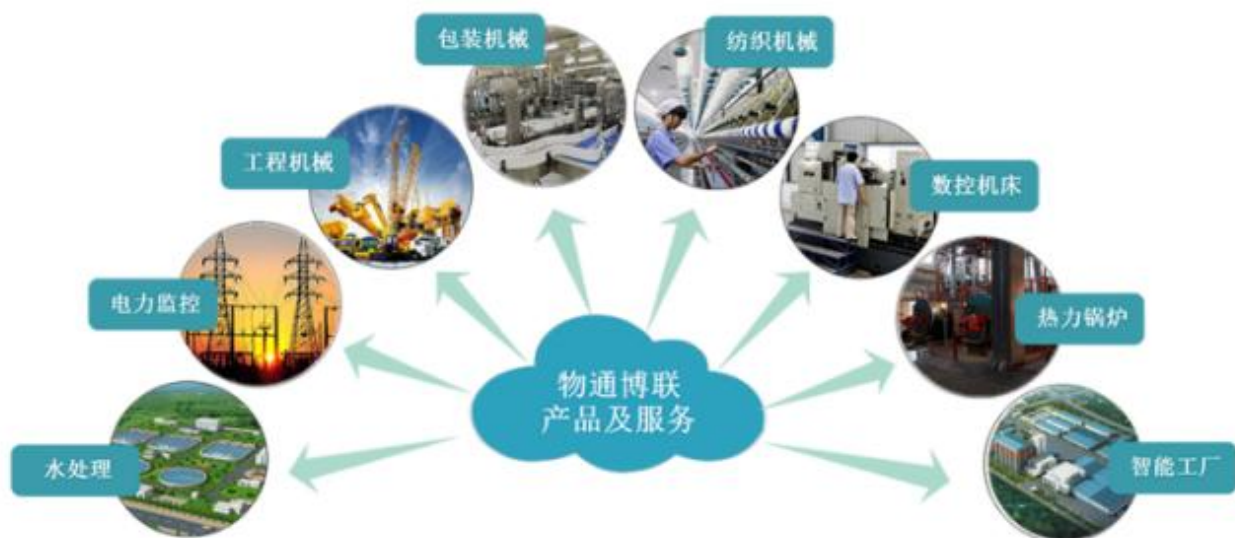 包装机械
纺织机械
工程机械
数控机床
电力监控
热力锅炉
物通博联
产品及服务
水处理
智能工厂